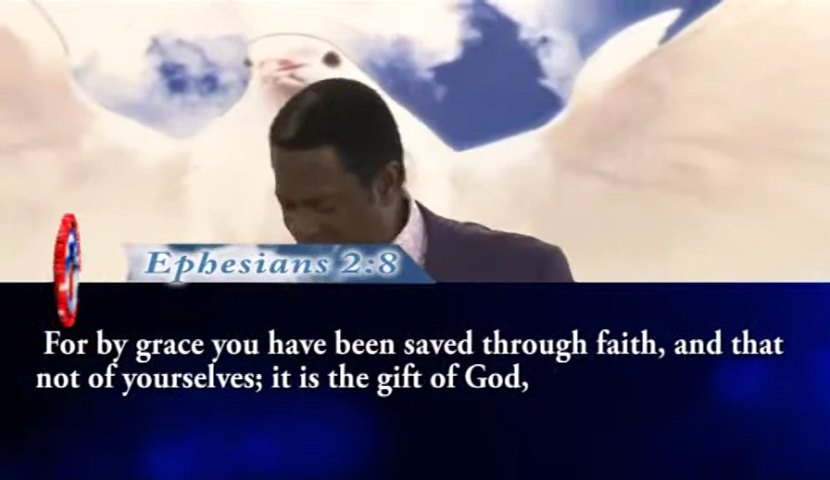 Ephesians 2:8
For by grace you have been saved through faith, and that
not of yourselves; it is the gift of God,